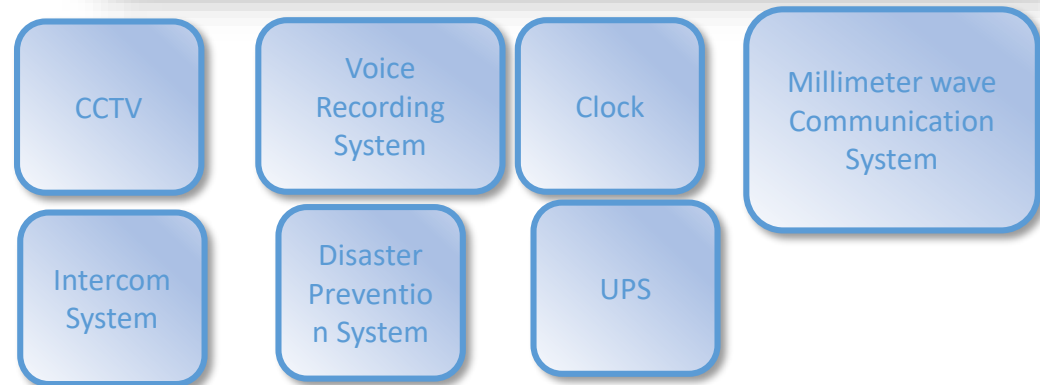 CCTV
Voice
Recording
System
Clock
Millimeter wave
Communication
System
Intercom
System
Disaster
Preventio
n System
UPS